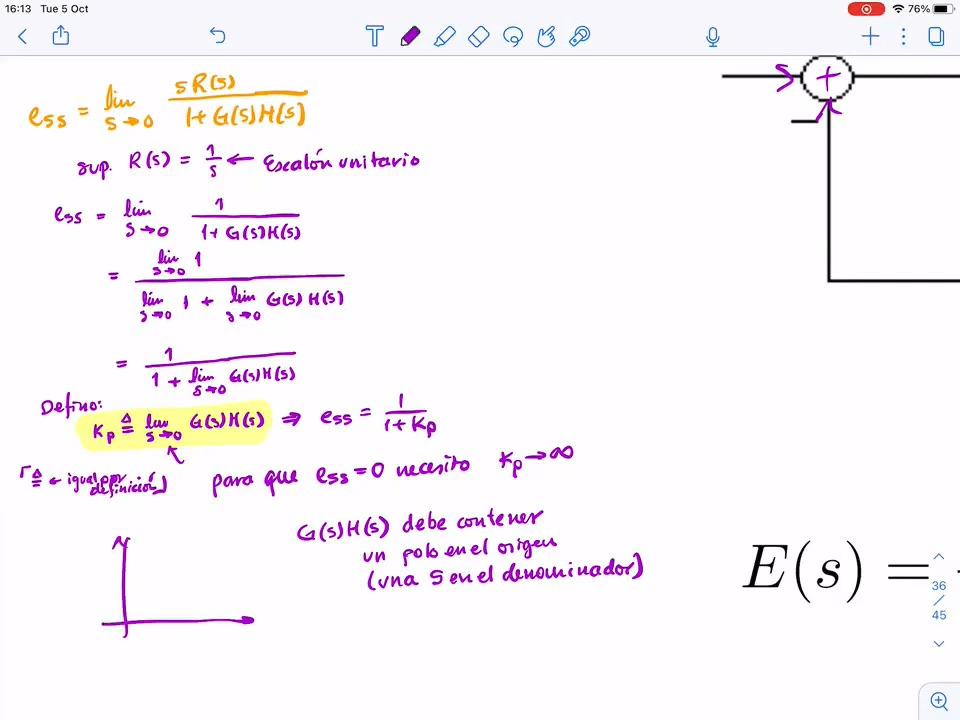 16:13 Tue 5 Oct
76%
ess = lim s→0 sR(s) / 1+G(s)H(s)
sup. R(s) = 1/s ← Escalón unitario
ess = lim s→0 1 / 1+G(s)H(s)
= lim s→0 1 / lim s→0 1 + lim s→0 G(s)H(s)
= 1 / 1 + lim s→0 G(s)H(s)
Defino:
Kp ≜ lim s→0 G(s)H(s) ⇒ ess = 1 / 1+Kp
[≜ ← igual por definición]
para que ess = 0 necesito Kp → ∞
G(s)H(s) debe contener
un polo en el origen
(una S en el denominador)
+
E(s) =
36
/
45